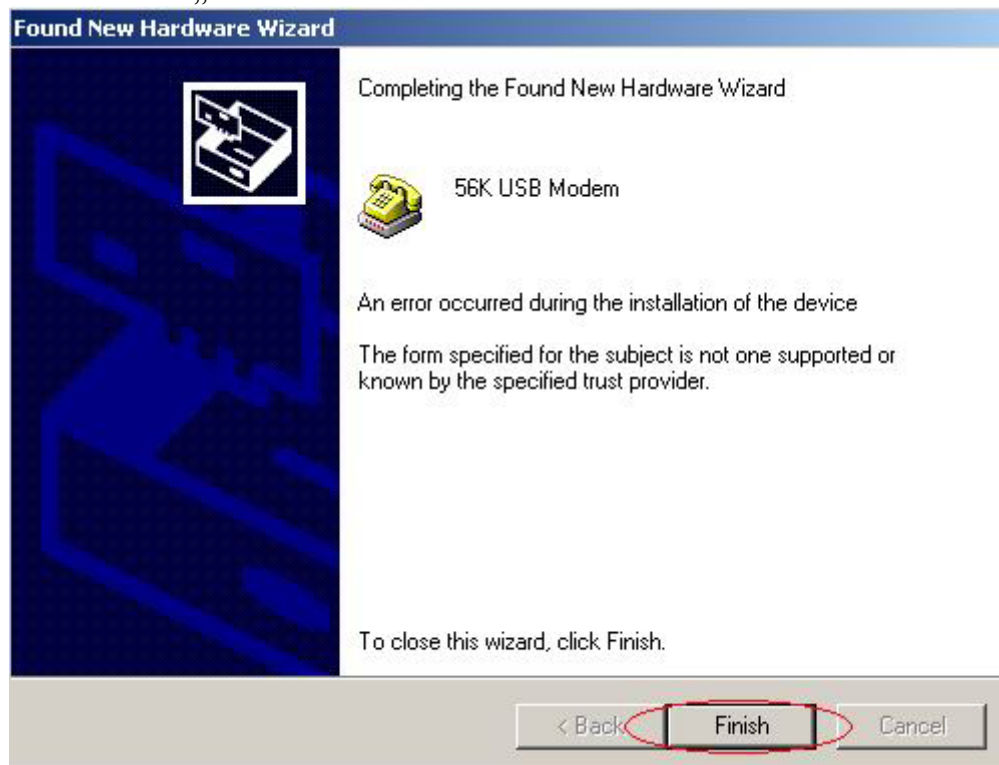 Found New Hardware Wizard
Completing the Found New Hardware Wizard
56K USB Modem
An error occurred during the installation of the device
The form specified for the subject is not one supported or
known by the specified trust provider.
To close this wizard, click Finish.
< Back Finish Cancel